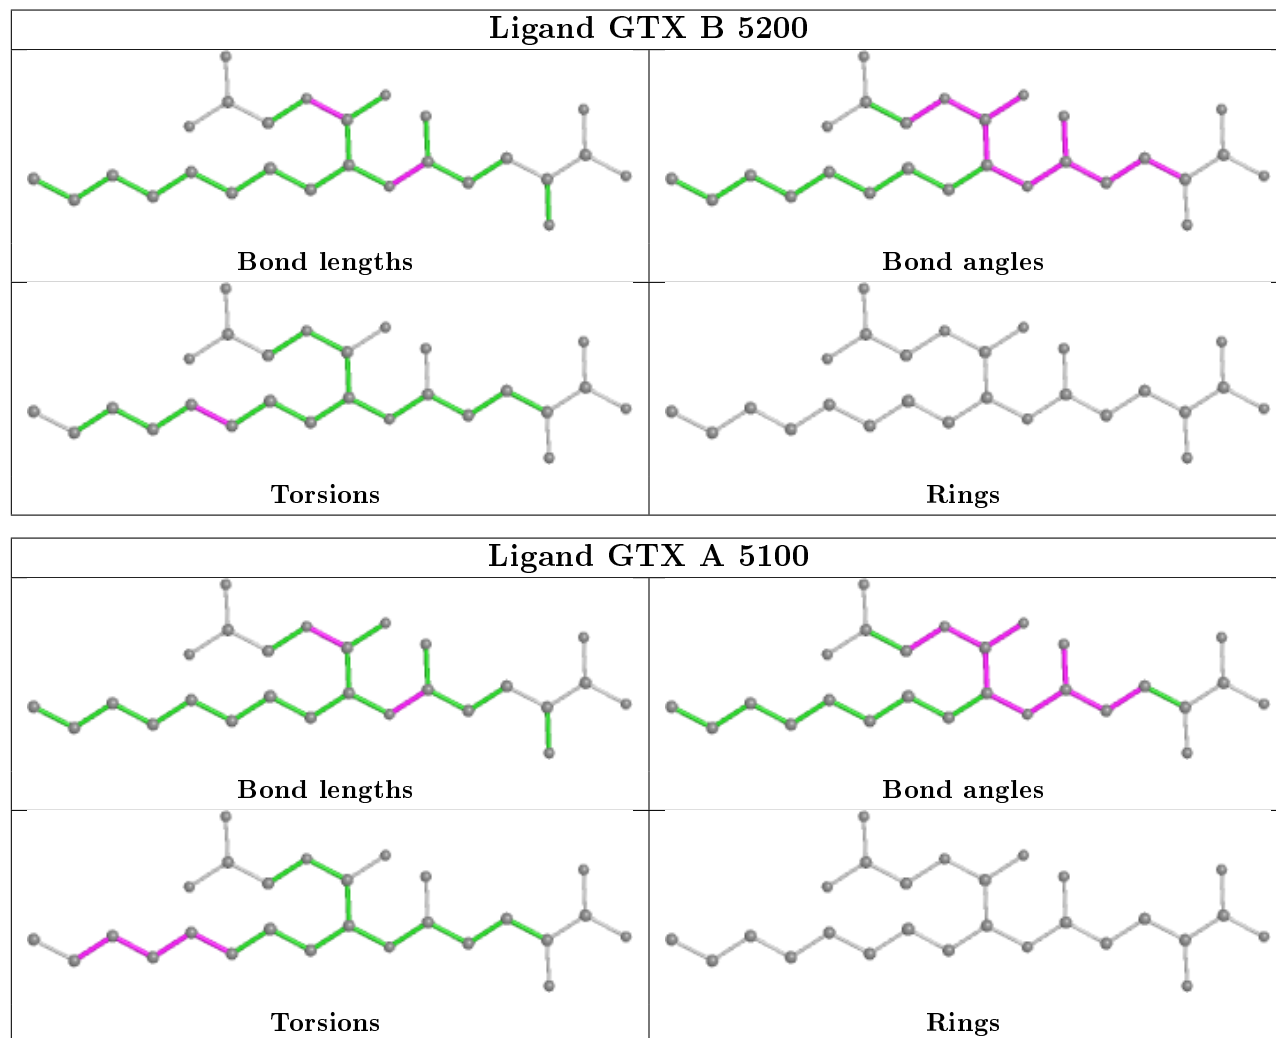 Ligand GTX B 5200
Bond lengths
Bond angles
Torsions
Rings
Ligand GTX A 5100
Bond lengths
Bond angles
Torsions
Rings